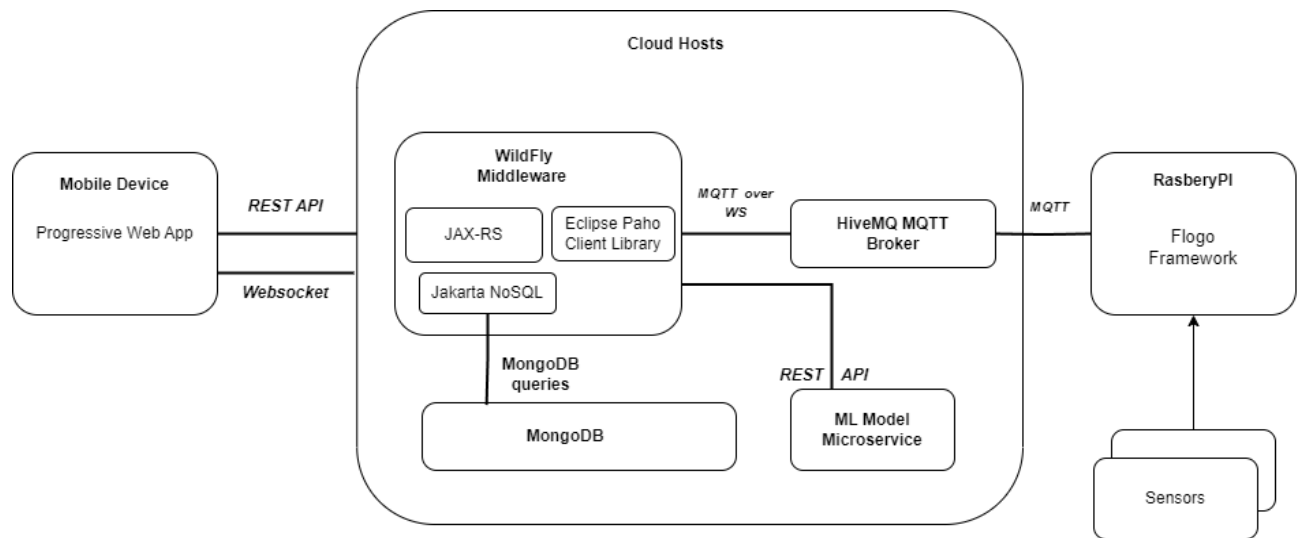 Cloud Hosts
Mobile Device
Progressive Web App
REST API
Websocket
WildFly
Middleware
JAX-RS
Eclipse Paho
Client Library
Jakarta NoSQL
MongoDB
queries
MongoDB
MQTT over
WS
HiveMQ MQTT
Broker
REST API
ML Model
Microservice
MQTT
RasberyPI
Flogo
Framework
Sensors